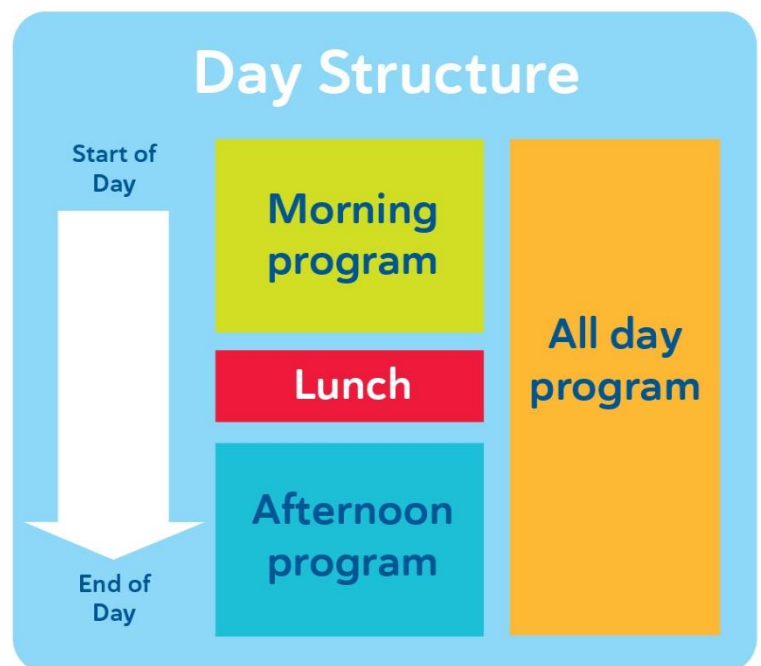 Day Structure
Start of
Day
Morning
program
Lunch
Afternoon
program
All day
program
End of
Day